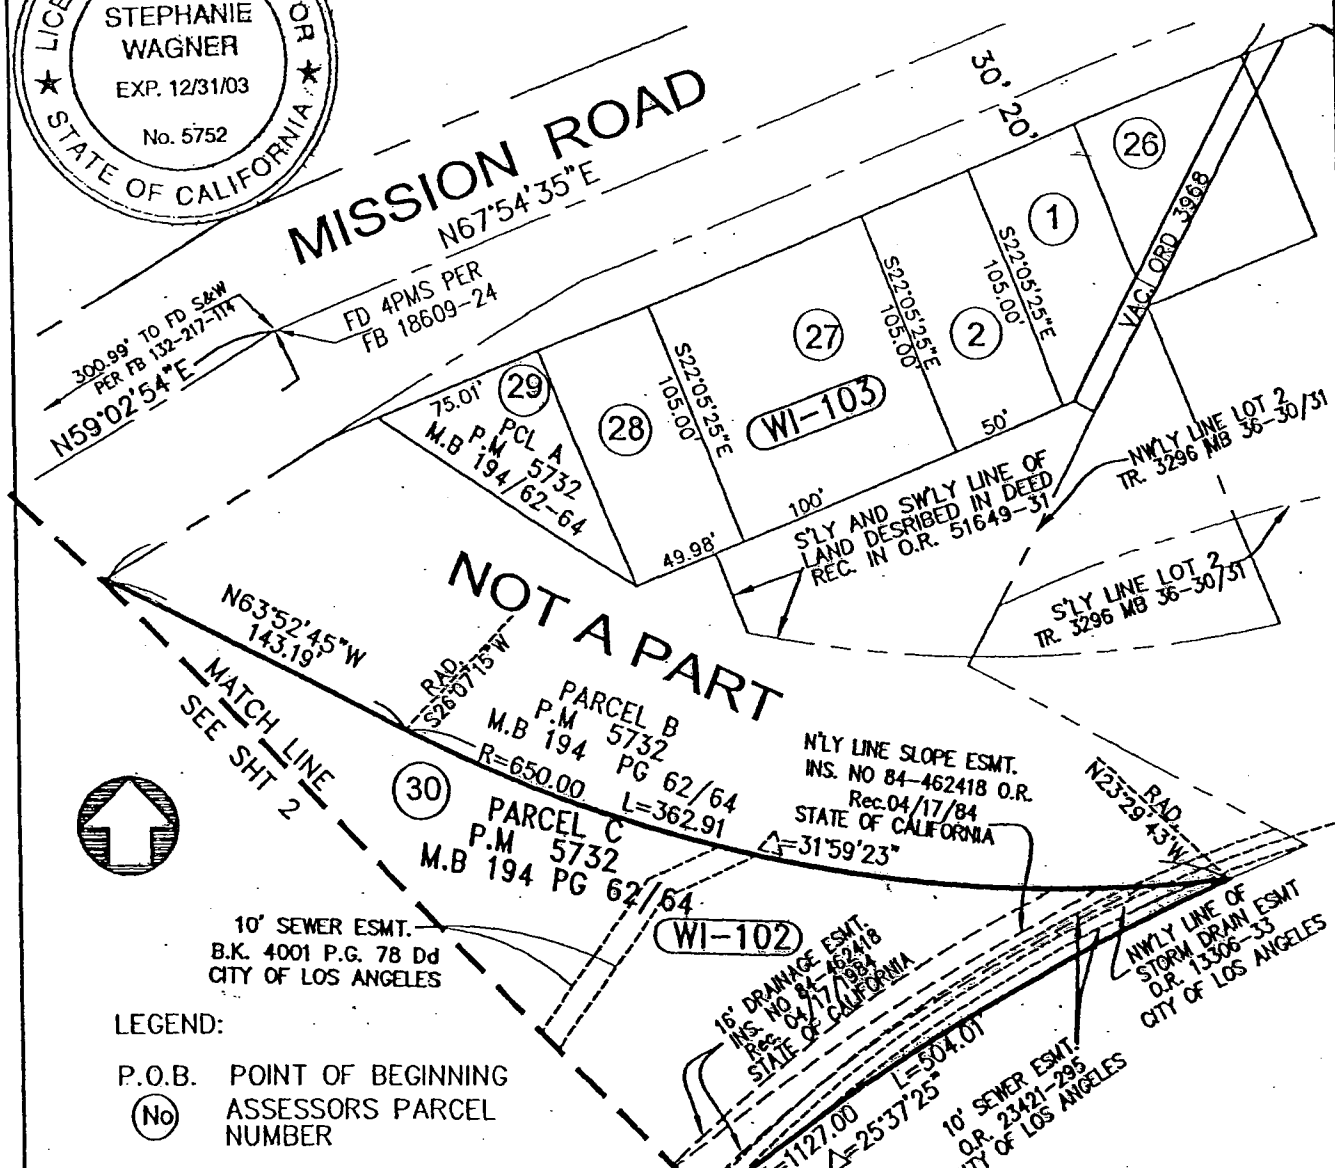 STEPHANIE
WAGNER
EXP. 12/31/03
No. 5752
STATE OF CALIFORNIA
MISSION ROAD
N67°54'35"E
30' 20'
FD 4PMS PER
FB 18609-24
300.99' TO FD S&W
PER FB 132-217-114
N59°02'54"E
26
1
2
27
28
29
VAC. ORD 3968
S22°05'25"E
105.00'
S22°05'25"E
105.00'
S22°05'25"E
105.00'
75.01'
PCL A
P.M 5732
M.B 194/62-64
WI-103
50'
100'
49.98'
NW'LY LINE LOT 2
TR. 3296 MB 36-30/31
S'LY AND SW'LY LINE OF
LAND DESRIBED IN DEED
REC. IN O.R. 51649-31
S'LY LINE LOT 2
TR. 3296 MB 36-30/31
NOT A PART
N63°52'45"W
143.19'
RAD.
S26°07'15"W
MATCH LINE
SEE SHT 2
PARCEL B
P.M 5732
M.B 194 PG 62/64
R=650.00
L=362.91
Δ=31°59'23"
N'LY LINE SLOPE ESMT.
INS. NO 84-462418 O.R.
Rec.04/17/84
STATE OF CALIFORNIA
RAD.
N23°29'43"W
30
PARCEL C
P.M 5732
M.B 194 PG 62/64
WI-102
10' SEWER ESMT.
B.K. 4001 P.G. 78 Dd
CITY OF LOS ANGELES
16' DRAINAGE ESMT.
INS. NO 84-462418
Rec. 04/17/1984
STATE OF CALIFORNIA
NW'LY LINE OF
STORM DRAIN ESMT
O.R. 13306-33
CITY OF LOS ANGELES
L=504.01'
=1127.00
Δ=25°37'25"
10' SEWER ESMT.
O.R. 23421-295
OF LOS ANGELES
LEGEND:
P.O.B. POINT OF BEGINNING
No ASSESSORS PARCEL
NUMBER